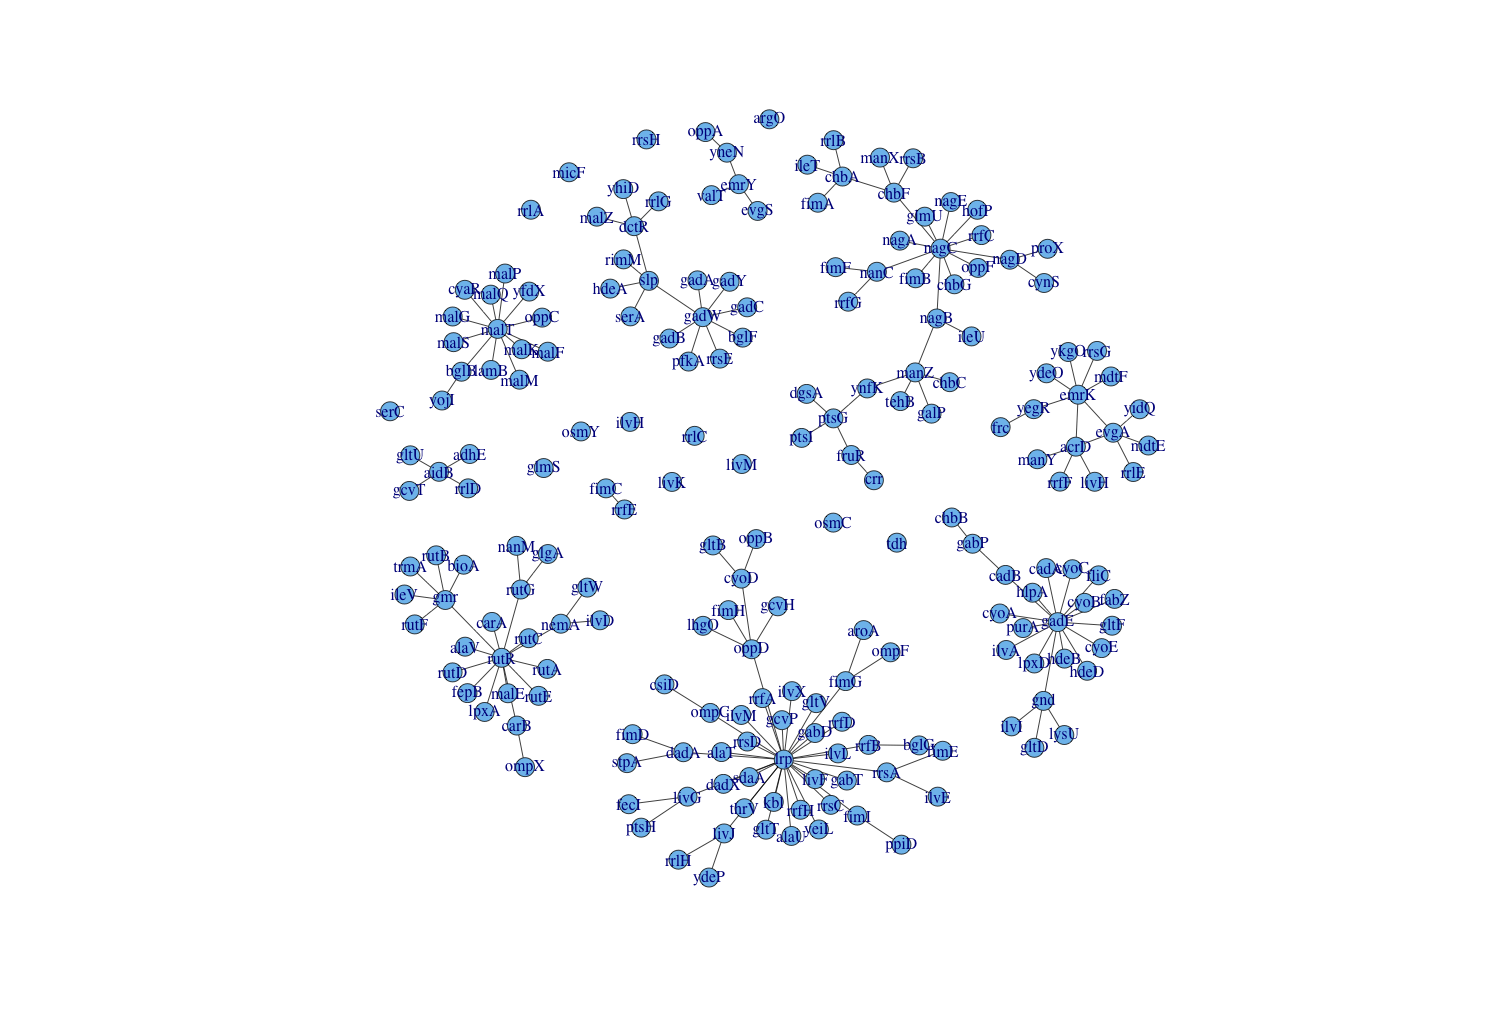 argO
oppA
rrsH
rrlB
yneN
manX
rrsB
ileT
micF
chbA
emrY
yhiD
valT
chbF
rrlG
nagE
fimA
rrlA
evgS
hofP
malZ
glmU
dctR
rrfC
nagA
nagC
proX
rimM
nagD
fimF
nanC
oppF
malP
fimB
slp
gadA
gadY
cynS
chbG
hdeA
cyaR
malQ
yfdX
rrfG
gadC
malG
serA
gadW
oppC
nagB
malT
ileU
gadB
bglF
malS
malK
malF
ykgO
rrsG
pfkA
rrsE
bglB
lamB
manZ
ydeO
mdtF
malM
chbC
ynfK
dgsA
emrK
yojI
tehB
yegR
yidQ
serC
galP
ptsG
ilvH
frc
osmY
evgA
rrlC
ptsI
mdtE
acrD
gltU
adhE
fruR
manY
livM
glmS
aidB
rrlE
crr
livK
rrfF
livH
gcvT
rrlD
fimC
rrfE
chbB
osmC
oppB
tdh
gabP
gltB
nanM
glgA
rutB
trmA
bioA
cadB
cadA
cyoC
fliC
cyoD
rutG
gltW
hlpA
ileV
gmr
cyoB
fabZ
gcvH
fimH
cyoA
carA
gadE
rutF
nemA
ilvD
lhgO
purA
gltF
aroA
rutC
alaV
oppD
ilvA
cyoE
ompF
rutR
hdeB
lpxD
rutD
rutA
hdeD
fimG
csiD
fepB
malE
rutE
ilvX
rrfA
gltV
gnd
lpxA
ompC
ilvM
gcvP
rrfD
carB
ilvI
fimD
gabD
lysU
rrsD
rrfB
bglG
gltD
dadA
alaT
ilvL
fimE
stpA
lrp
ompX
rrsA
sdaA
livF
gabT
dadX
livG
ilvE
fecI
kbl
rrsC
thrV
rrfH
fimI
ptsH
gltT
yeiL
livJ
alaU
ppiD
rrlH
ydeP